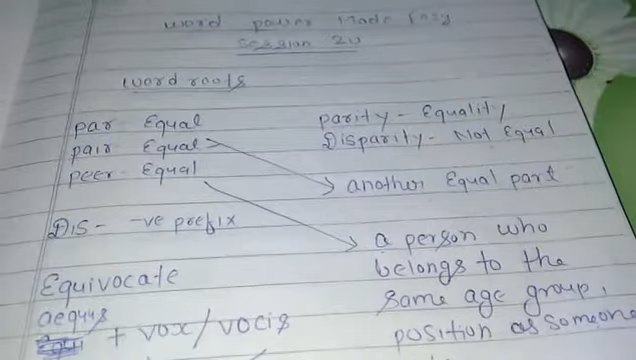 word power made Easy
session 20
word roots
par Equal
pair Equal
peer Equal
DIS- -ve prefix
Equivocate
aequus
+ vox/vocis
parity - Equality
Disparity - Not Equal
another Equal part
a person who
belongs to the
same age group,
position as someone